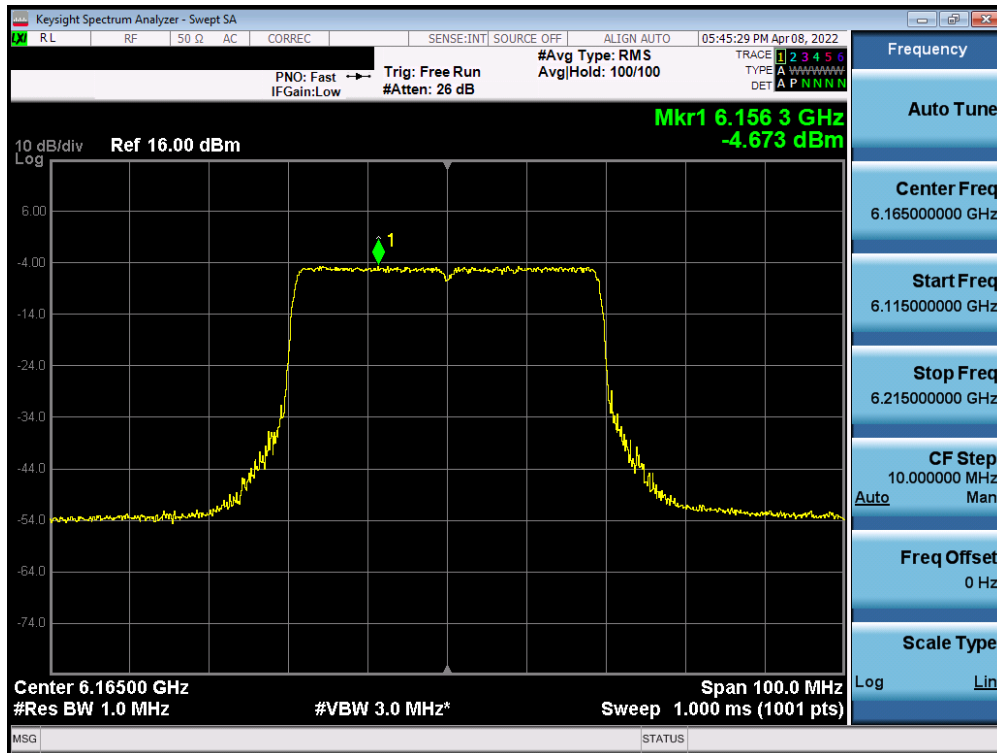 Keysight Spectrum Analyzer - Swept SA
LXI RL RF 50 Ω AC CORREC SENSE:INT SOURCE OFF ALIGN AUTO 05:45:29 PM Apr 08, 2022
PNO: Fast
IFGain:Low
Trig: Free Run
#Atten: 26 dB
#Avg Type: RMS
Avg|Hold: 100/100
TRACE 1 2 3 4 5 6
TYPE A WWWWW
DET A P N N N N
Mkr1 6.156 3 GHz
-4.673 dBm
10 dB/div Ref 16.00 dBm
Log
1
6.00
-4.00
-14.0
-24.0
-34.0
-44.0
-54.0
-64.0
-74.0
Center 6.16500 GHz Span 100.0 MHz
#Res BW 1.0 MHz #VBW 3.0 MHz* Sweep 1.000 ms (1001 pts)
MSG STATUS
Frequency
Auto Tune
Center Freq
6.165000000 GHz
Start Freq
6.115000000 GHz
Stop Freq
6.215000000 GHz
CF Step
10.000000 MHz
Auto Man
Freq Offset
0 Hz
Scale Type
Log Lin